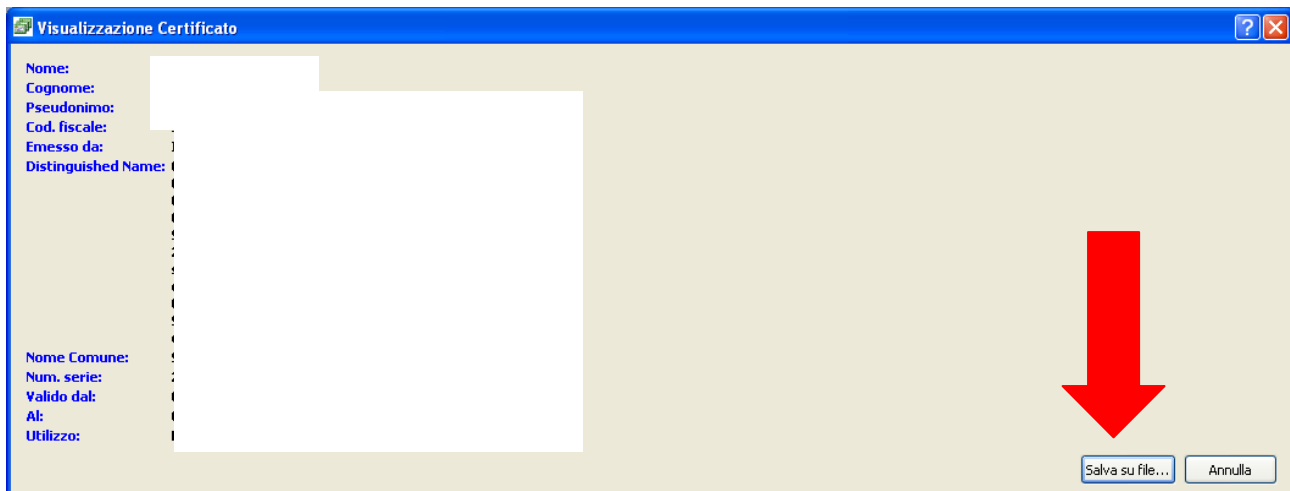 Visualizzazione Certificato
Nome:
Cognome:
Pseudonimo:
Cod. fiscale:
Emesso da:
Distinguished Name:
Nome Comune:
Num. serie:
Valido dal:
Al:
Utilizzo:
Salva su file... Annulla